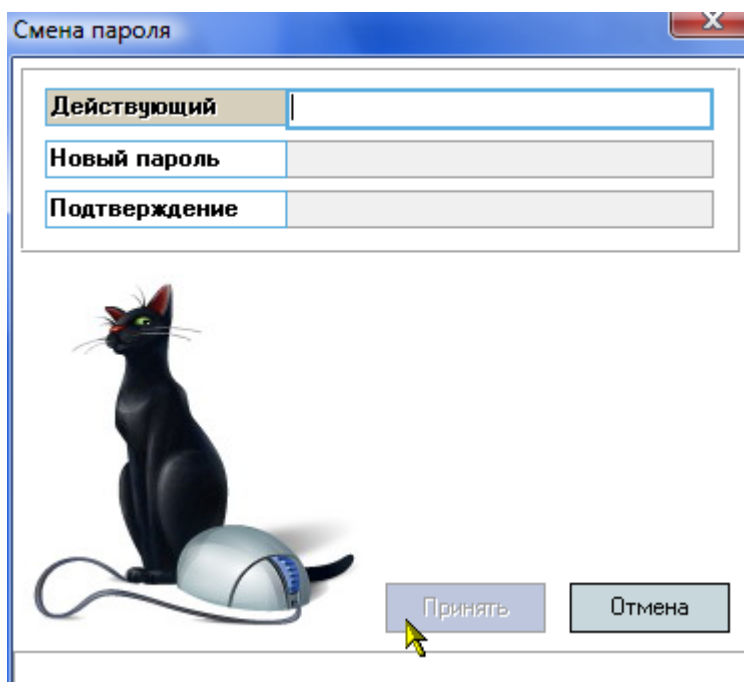 Смена пароля
Действующий
Новый пароль
Подтверждение
Принять
Отмена